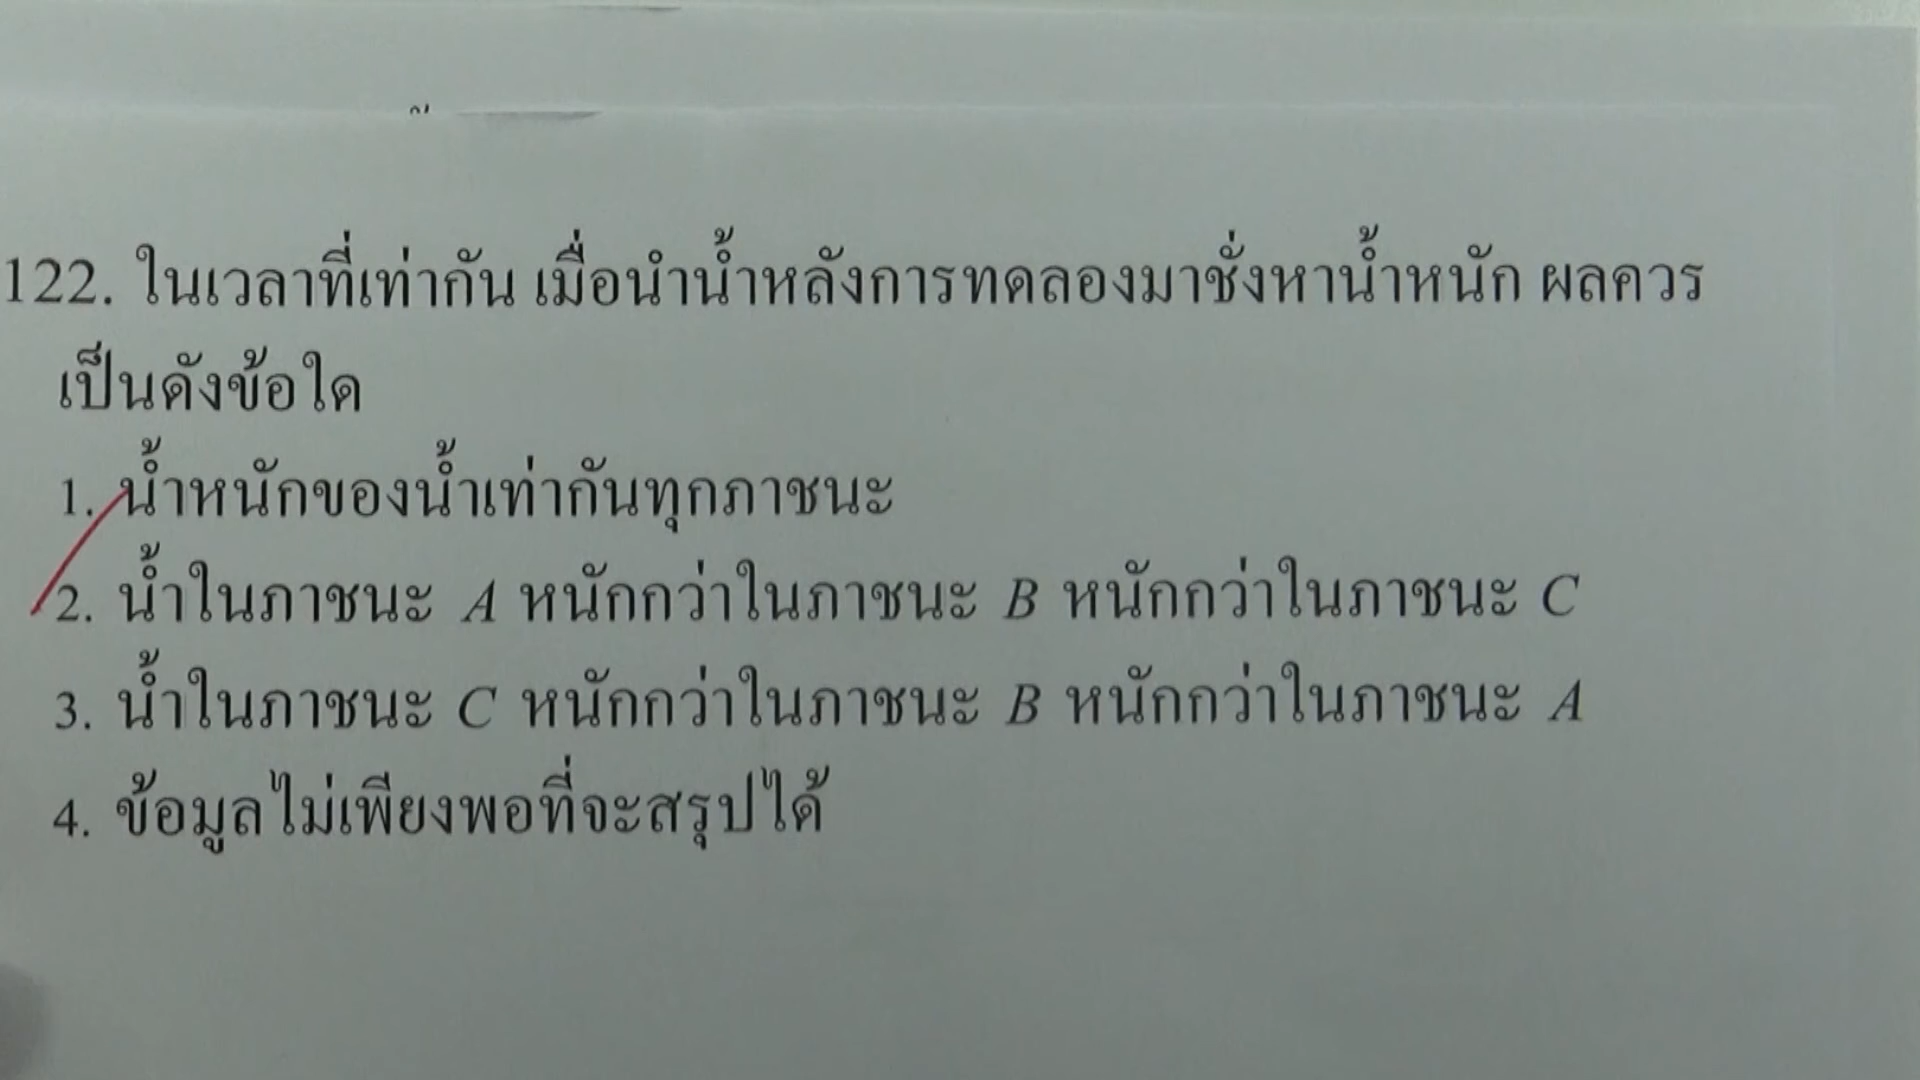 122. ในเวลาที่เท่ากัน เมื่อนำน้ำหลังการทดลองมาชั่งหาน้ำหนัก ผลควร
เป็นดังข้อใด
1. น้ำหนักของน้ำเท่ากันทุกภาชนะ
2. น้ำในภาชนะ A หนักกว่าในภาชนะ B หนักกว่าในภาชนะ C
3. น้ำในภาชนะ C หนักกว่าในภาชนะ B หนักกว่าในภาชนะ A
4. ข้อมูลไม่เพียงพอที่จะสรุปได้